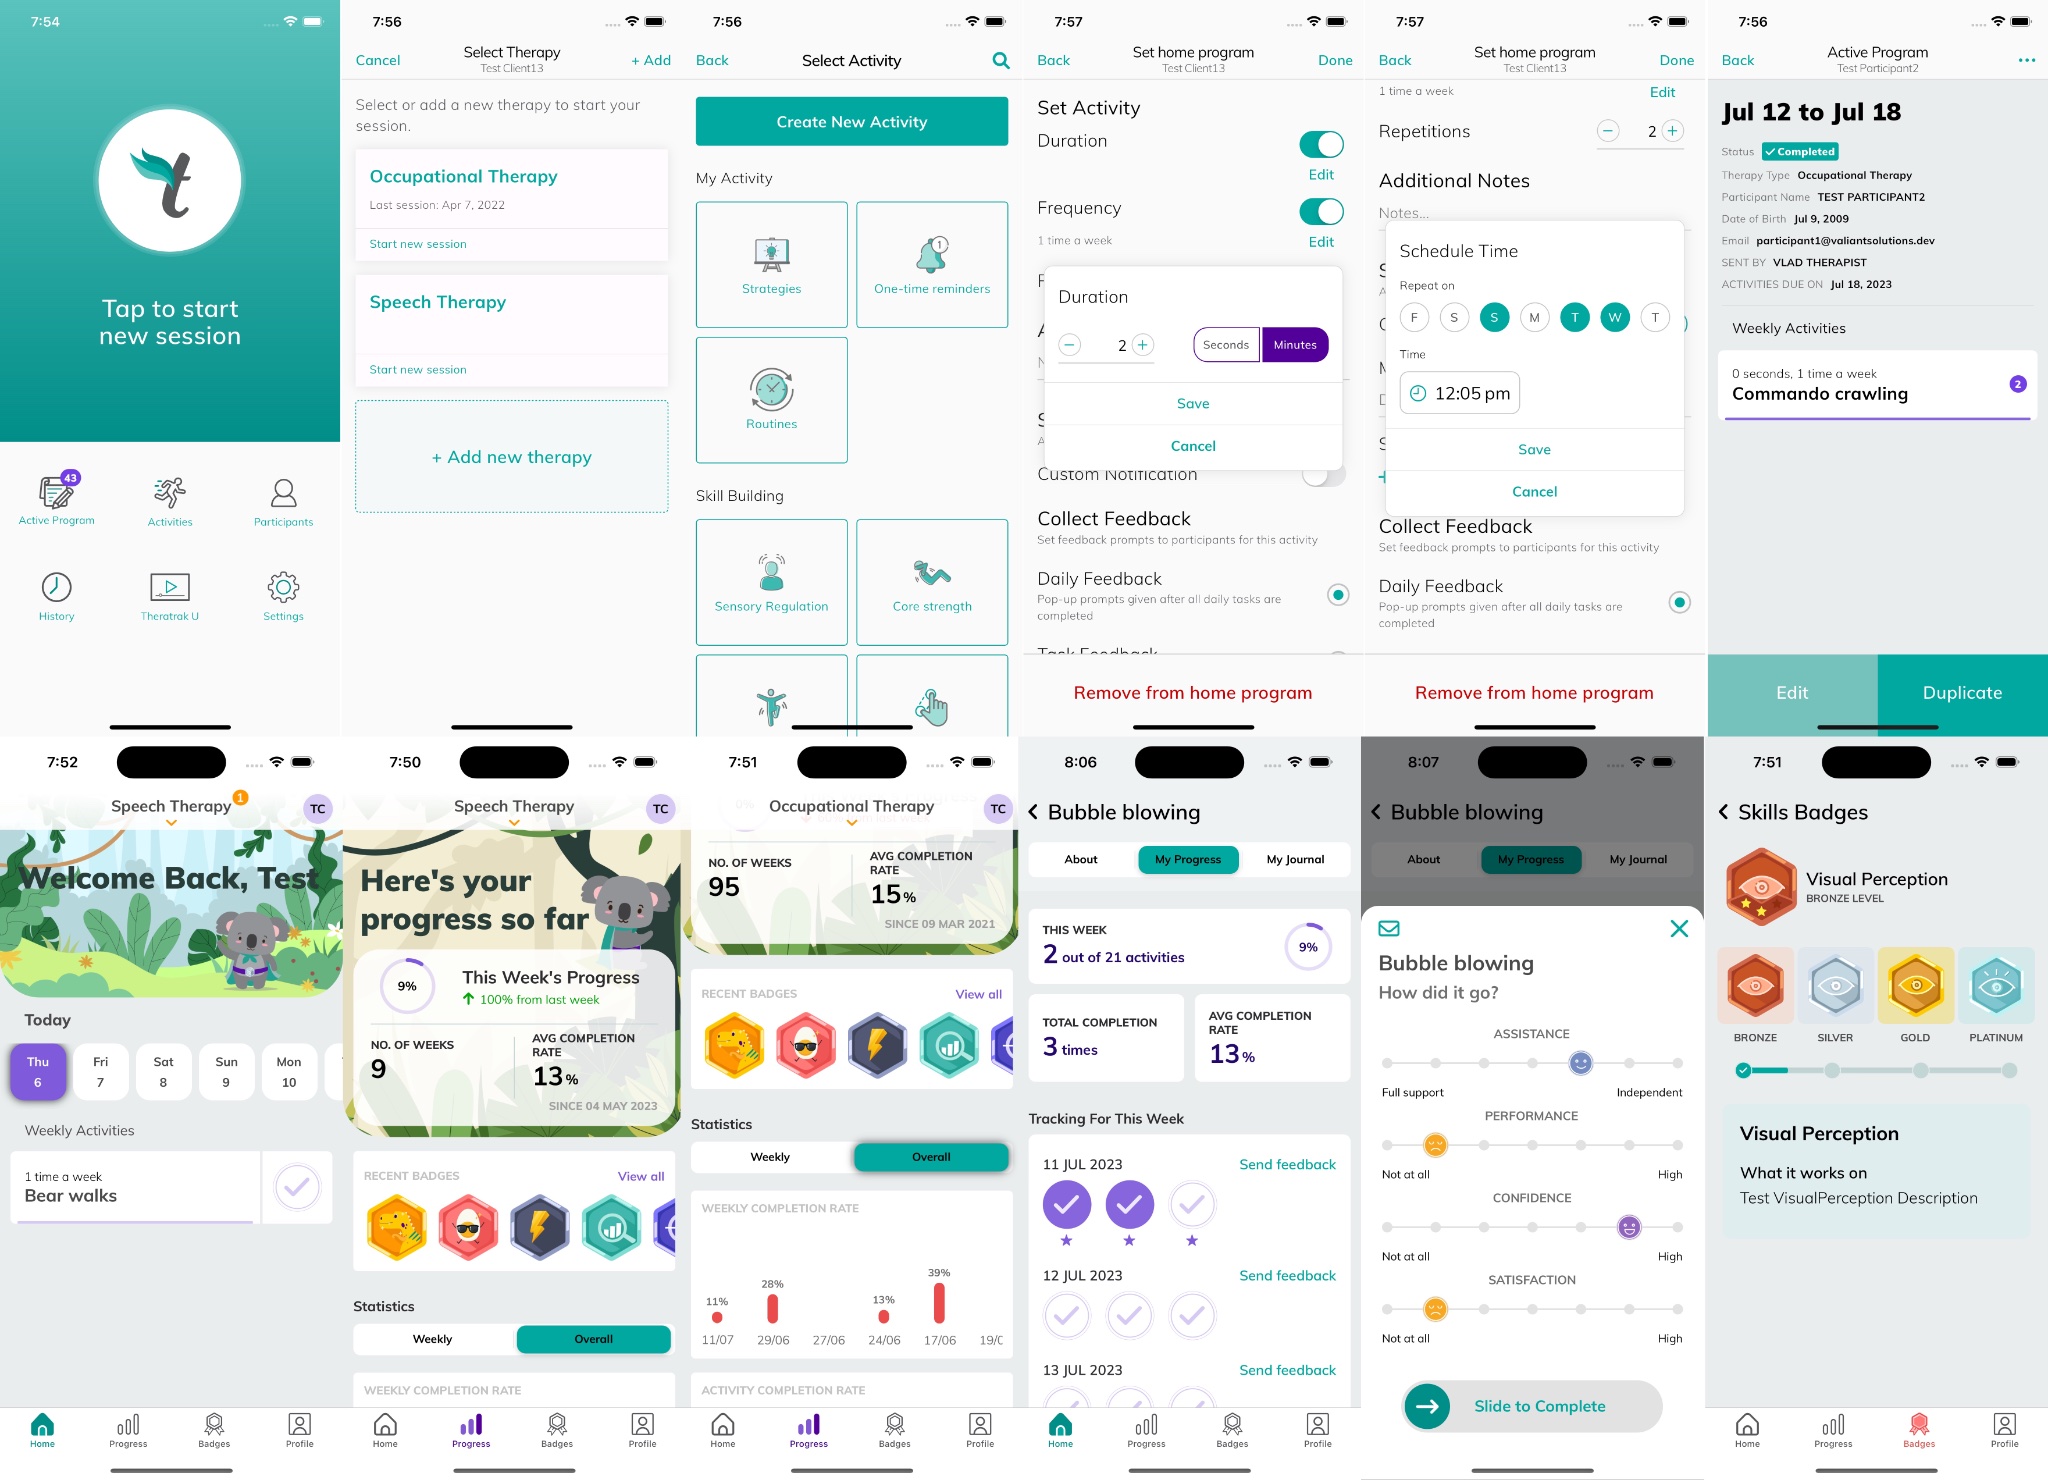 7:54
t
Tap to start
new session
43
Active Program
Activities
Participants
History
Theratrak U
Settings
7:56
Cancel
Select Therapy
Test Client13
+ Add
Select or add a new therapy to start your
session.
Occupational Therapy
Last session: Apr 7, 2022
Start new session
Speech Therapy
Start new session
+ Add new therapy
7:56
Back
Select Activity
Create New Activity
My Activity
Strategies
1
One-time reminders
Routines
Skill Building
Sensory Regulation
Core strength
7:57
Back
Set home program
Test Client13
Done
Set Activity
Duration
Edit
Frequency
1 time a week
Edit
Duration
2
Seconds
Minutes
Save
Cancel
Custom Notification
Collect Feedback
Set feedback prompts to participants for this activity
Daily Feedback
Pop-up prompts given after all daily tasks are
completed
Task Feedback
Remove from home program
7:57
Back
Set home program
Test Client13
Done
1 time a week
Edit
Repetitions
2
Additional Notes
Notes...
Schedule Time
Repeat on
F S S M T W T
Time
12:05 pm
Save
Cancel
Collect Feedback
Set feedback prompts to participants for this activity
Daily Feedback
Pop-up prompts given after all daily tasks are
completed
Remove from home program
7:56
Back
Active Program
Test Participant2
Jul 12 to Jul 18
Status Completed
Therapy Type Occupational Therapy
Participant Name TEST PARTICIPANT2
Date of Birth Jul 9, 2009
Email participant1@valiantsolutions.dev
SENT BY VLAD THERAPIST
ACTIVITIES DUE ON Jul 18, 2023
Weekly Activities
0 seconds, 1 time a week
Commando crawling
2
Edit
Duplicate
7:52
Speech Therapy
1
TC
Welcome Back, Test
Today
Thu Fri Sat Sun Mon
6 7 8 9 10
Weekly Activities
1 time a week
Bear walks
Home
Progress
Badges
Profile
7:50
Speech Therapy
TC
Here's your
progress so far
9%
This Week's Progress
100% from last week
NO. OF WEEKS
9
AVG COMPLETION
RATE
13%
SINCE 04 MAY 2023
RECENT BADGES
View all
Statistics
Weekly
Overall
WEEKLY COMPLETION RATE
Home
Progress
Badges
Profile
7:51
Occupational Therapy
TC
NO. OF WEEKS
95
AVG COMPLETION
RATE
15%
SINCE 09 MAR 2021
RECENT BADGES
View all
Statistics
Weekly
Overall
WEEKLY COMPLETION RATE
11% 28% 13% 39%
11/07 29/06 27/06 24/06 17/06 19/0
ACTIVITY COMPLETION RATE
Home
Progress
Badges
Profile
8:06
Bubble blowing
About
My Progress
My Journal
THIS WEEK
2 out of 21 activities
9%
TOTAL COMPLETION
3 times
AVG COMPLETION
RATE
13%
Tracking For This Week
11 JUL 2023
Send feedback
12 JUL 2023
Send feedback
13 JUL 2023
Send feedback
Home
Progress
Badges
Profile
8:07
Bubble blowing
About
My Progress
My Journal
Bubble blowing
How did it go?
ASSISTANCE
Full support
Independent
PERFORMANCE
Not at all
High
CONFIDENCE
Not at all
High
SATISFACTION
Not at all
High
Slide to Complete
7:51
Skills Badges
Visual Perception
BRONZE LEVEL
BRONZE
SILVER
GOLD
PLATINUM
Visual Perception
What it works on
Test VisualPerception Description
Home
Progress
Badges
Profile